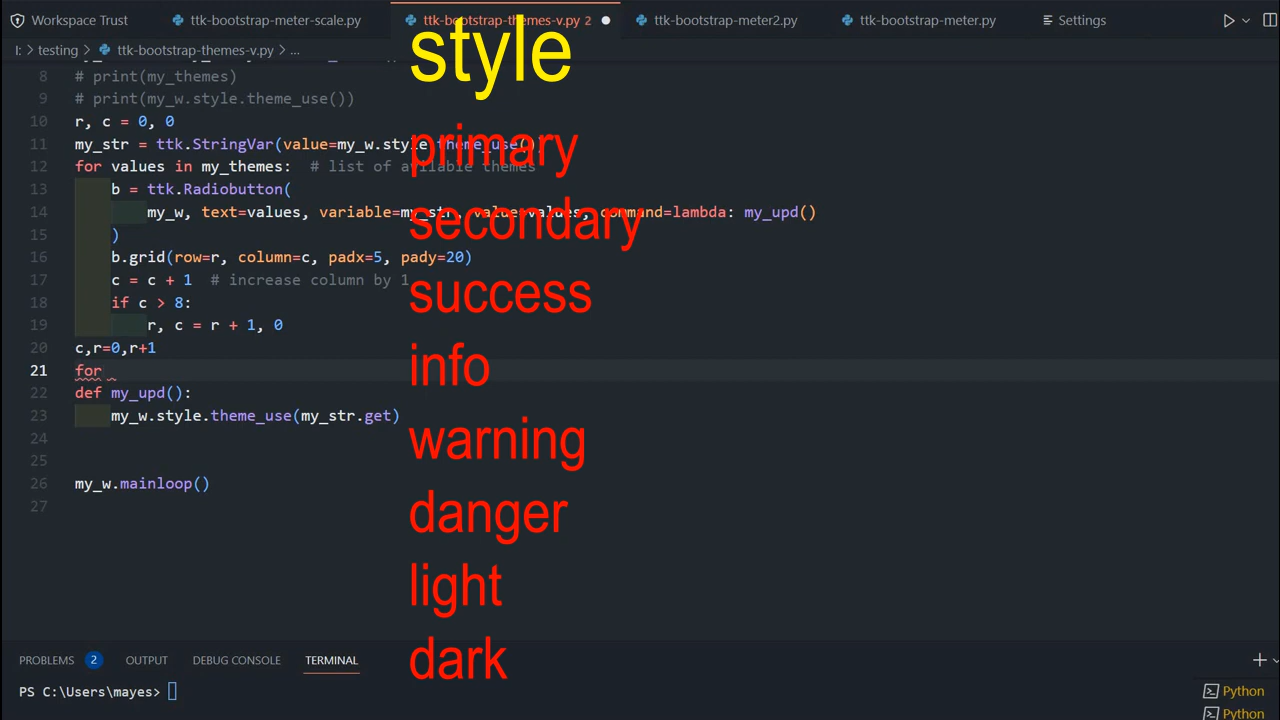 Workspace Trust
ttk-bootstrap-meter-scale.py
ttk-bootstrap-themes-v.py 2
ttk-bootstrap-meter2.py
ttk-bootstrap-meter.py
Settings
I: > testing > ttk-bootstrap-themes-v.py > ...
style
8 # print(my_themes)
9 # print(my_w.style.theme_use())
10 r, c = 0, 0
11 my_str = ttk.StringVar(value=my_w.style.theme_use())
primary
12 for values in my_themes:  # list of avilable themes
13 b = ttk.Radiobutton(
14 my_w, text=values, variable=my_str, value=values, command=lambda: my_upd()
secondary
15 )
16 b.grid(row=r, column=c, padx=5, pady=20)
17 c = c + 1  # increase column by 1
success
18 if c > 8:
19 r, c = r + 1, 0
20 c,r=0,r+1
info
21 for
22 def my_upd():
23 my_w.style.theme_use(my_str.get)
warning
24
25
26 my_w.mainloop()
27
danger
light
dark
PROBLEMS 2 OUTPUT DEBUG CONSOLE TERMINAL
PS C:\Users\mayes>
Python
Python